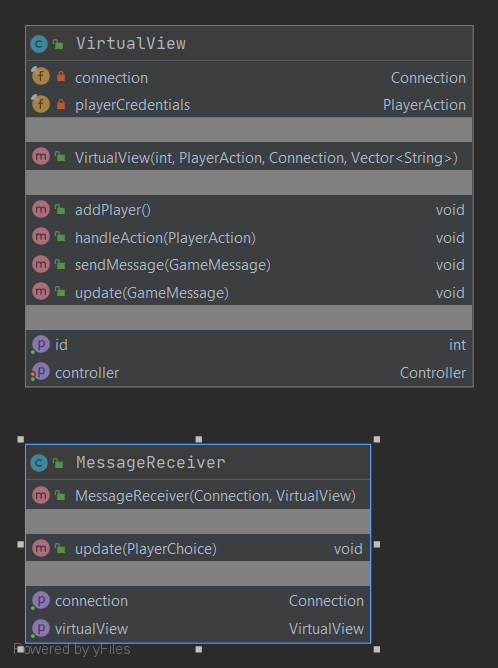 VirtualView
connection Connection
playerCredentials PlayerAction
VirtualView(int, PlayerAction, Connection, Vector<String>)
addPlayer() void
handleAction(PlayerAction) void
sendMessage(GameMessage) void
update(GameMessage) void
id int
controller Controller
MessageReceiver
MessageReceiver(Connection, VirtualView)
update(PlayerChoice) void
connection Connection
virtualView VirtualView
Powered by yFiles